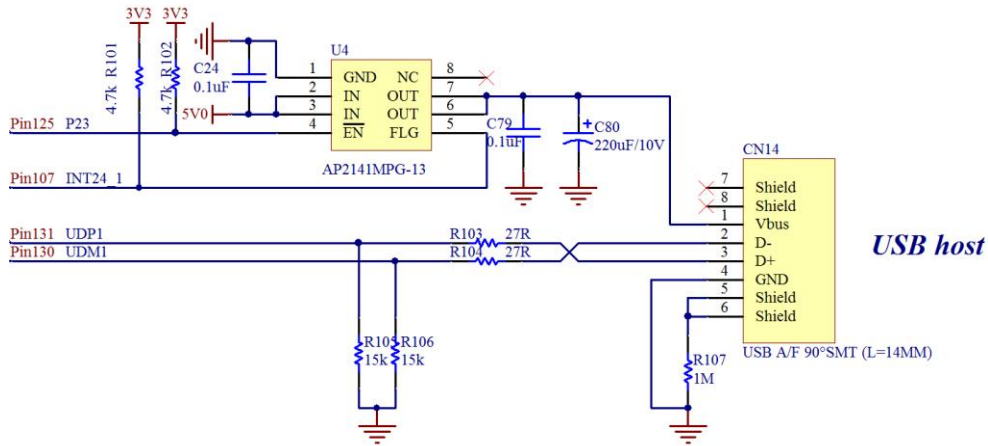 3V3 3V3
4.7k R101
4.7k R102
C24
0.1uF
5V0
U4
1 GND NC 8
2 IN OUT 7
3 IN OUT 6
4 EN FLG 5
AP2141MPG-13
Pin125 P23
Pin107 INT24_1
C79
0.1uF
C80
220uF/10V
+
Pin131 UDP1
Pin130 UDM1
R103 27R
R104 27R
R105
15k
R106
15k
CN14
7 Shield
8 Shield
1 Vbus
2 D-
3 D+
4 GND
5 Shield
6 Shield
USB A/F 90°SMT (L=14MM)
R107
1M
USB host